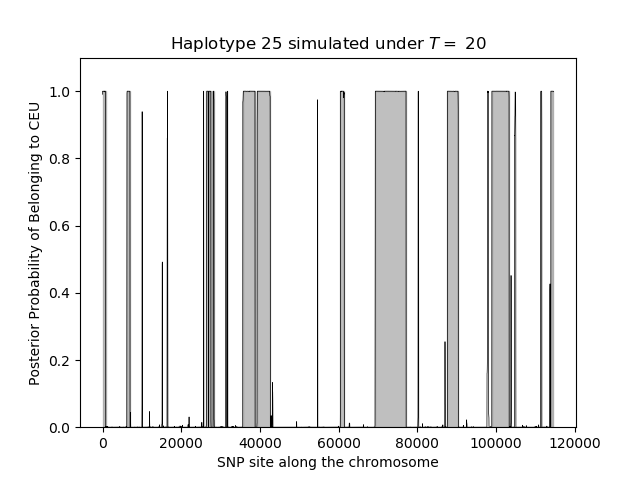 Haplotype 25 simulated under T = 20
Posterior Probability of Belonging to CEU
1.0
0.8
0.6
0.4
0.2
0.0
0 20000 40000 60000 80000 100000 120000
SNP site along the chromosome